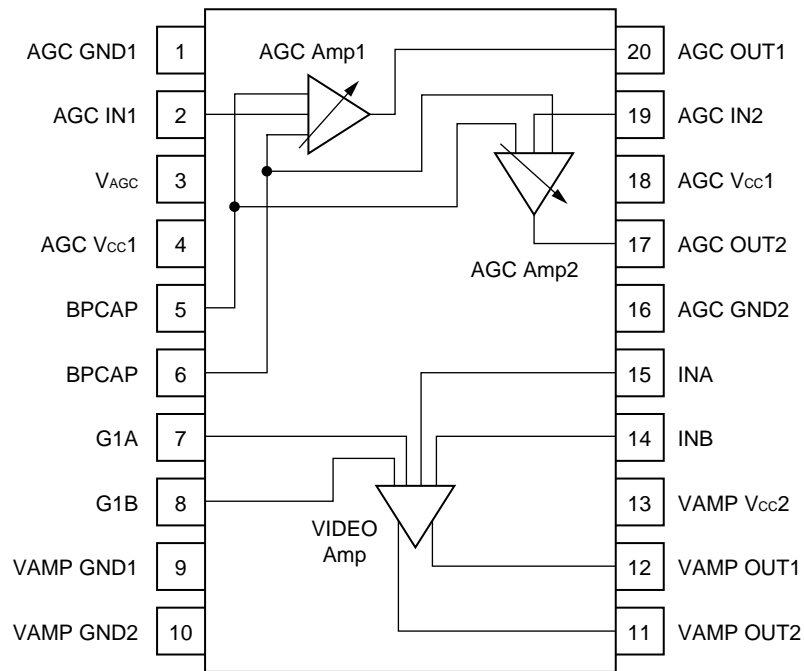 AGC GND1 1
AGC IN1 2
VAGC 3
AGC VCC1 4
BPCAP 5
BPCAP 6
G1A 7
G1B 8
VAMP GND1 9
VAMP GND2 10
AGC Amp1
AGC Amp2
VIDEO
Amp
20 AGC OUT1
19 AGC IN2
18 AGC VCC1
17 AGC OUT2
16 AGC GND2
15 INA
14 INB
13 VAMP VCC2
12 VAMP OUT1
11 VAMP OUT2